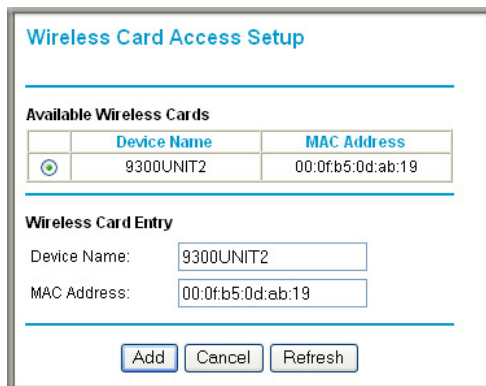 Wireless Card Access Setup
Available Wireless Cards
Device Name MAC Address
9300UNIT2 00:0f:b5:0d:ab:19
Wireless Card Entry
Device Name: 9300UNIT2
MAC Address: 00:0f:b5:0d:ab:19
Add Cancel Refresh